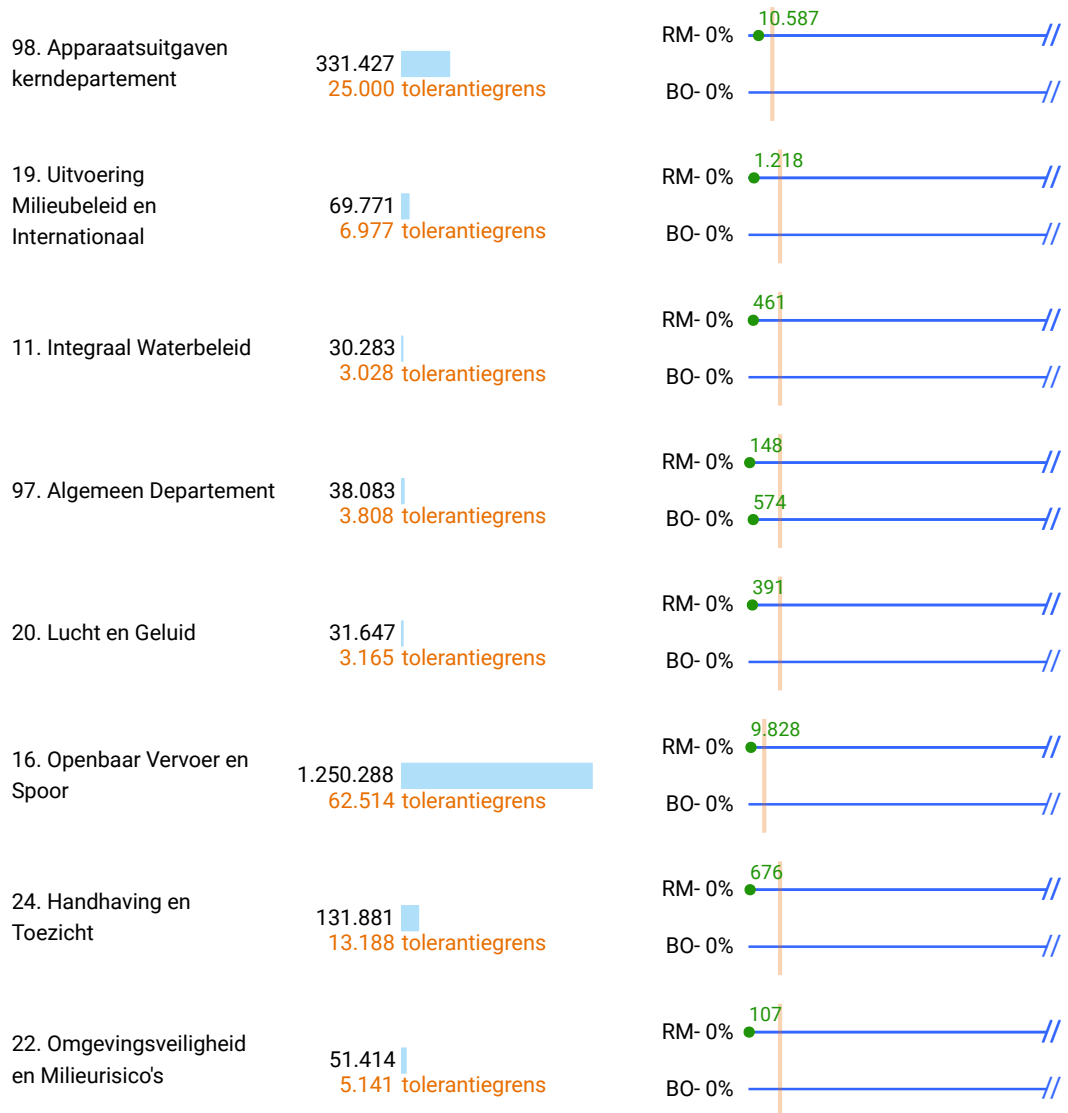 10.587
RM- 0%
98. Apparaatsuitgaven
kerndepartement
331.427
25.000 tolerantiegrens
BO- 0%
1.218
RM- 0%
19. Uitvoering
Milieubeleid en
Internationaal
69.771
6.977 tolerantiegrens
BO- 0%
461
RM- 0%
11. Integraal Waterbeleid
30.283
3.028 tolerantiegrens
BO- 0%
148
RM- 0%
97. Algemeen Departement
38.083
3.808 tolerantiegrens
574
BO- 0%
391
RM- 0%
20. Lucht en Geluid
31.647
3.165 tolerantiegrens
BO- 0%
9.828
RM- 0%
16. Openbaar Vervoer en
Spoor
1.250.288
62.514 tolerantiegrens
BO- 0%
676
RM- 0%
24. Handhaving en
Toezicht
131.881
13.188 tolerantiegrens
BO- 0%
107
RM- 0%
22. Omgevingsveiligheid
en Milieurisico's
51.414
5.141 tolerantiegrens
BO- 0%